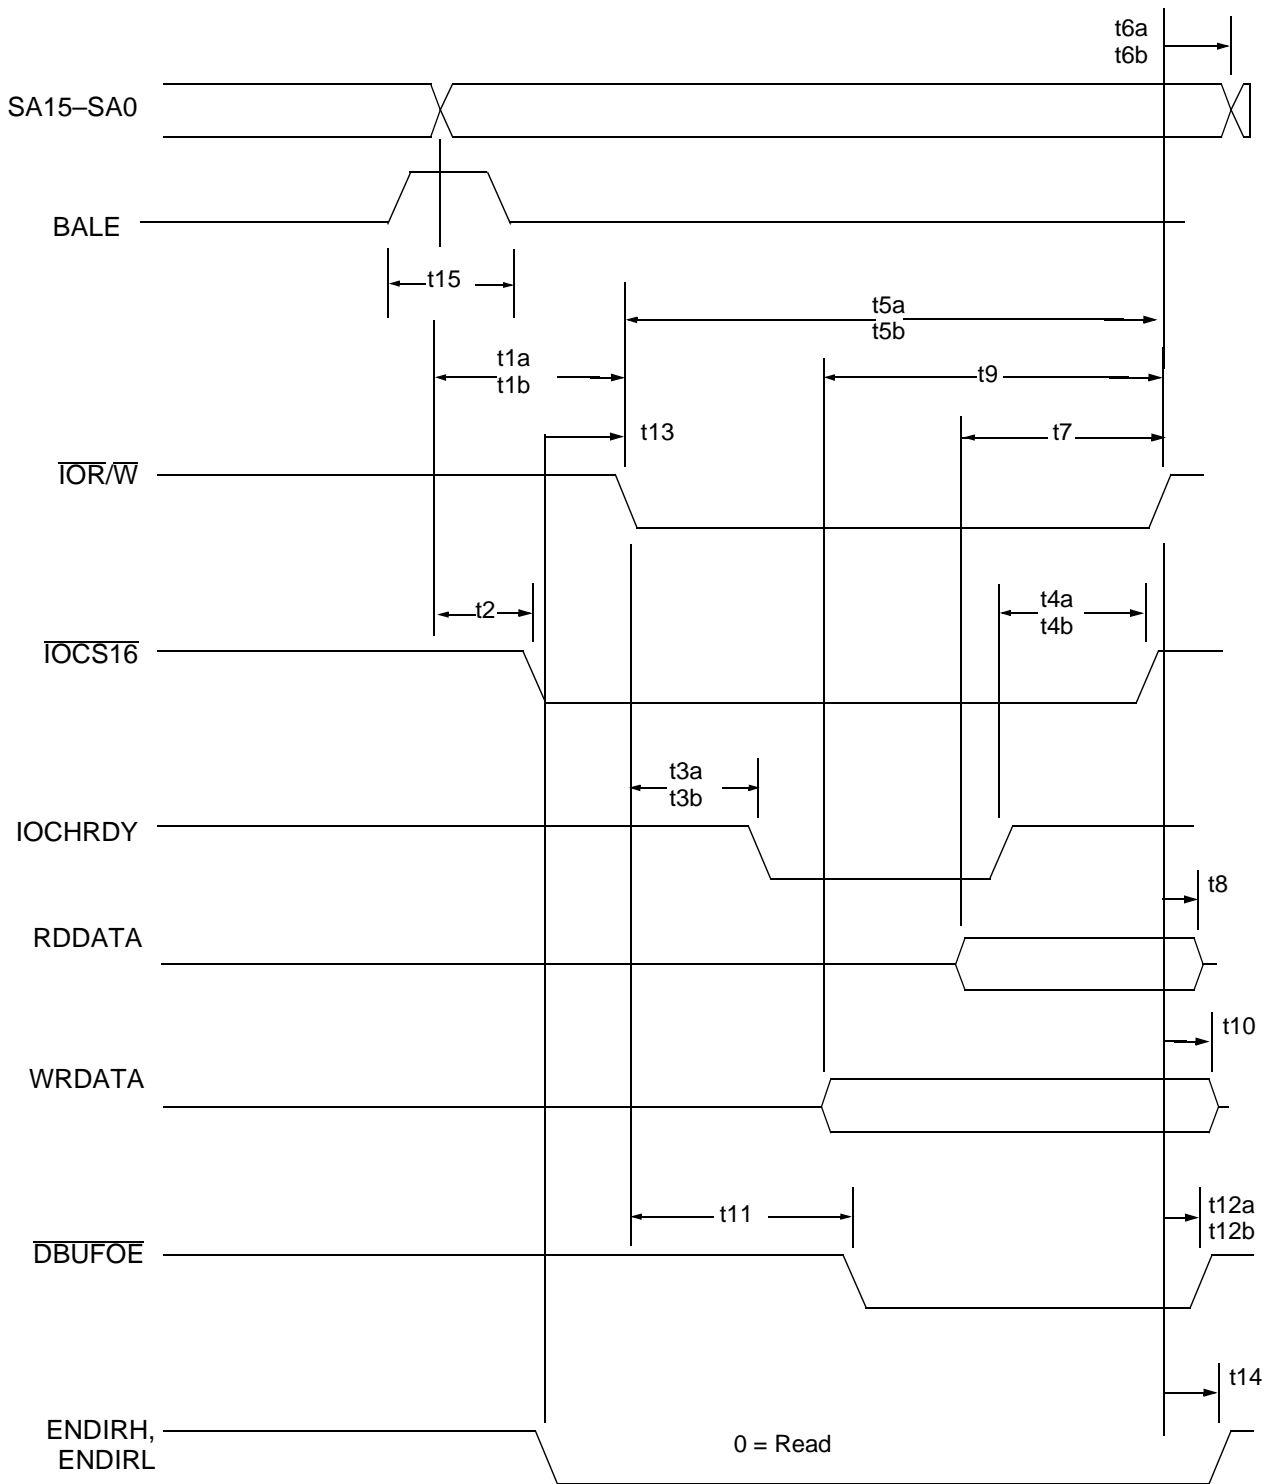 t6a
t6b
SA15–SA0
BALE
t15
t5a
t5b
t1a
t1b
t9
t13
t7
IOR/W
t2
t4a
t4b
IOCS16
t3a
t3b
IOCHRDY
t8
RDDATA
t10
WRDATA
t11
t12a
t12b
DBUFOE
t14
ENDIRH,
ENDIRL
0 = Read